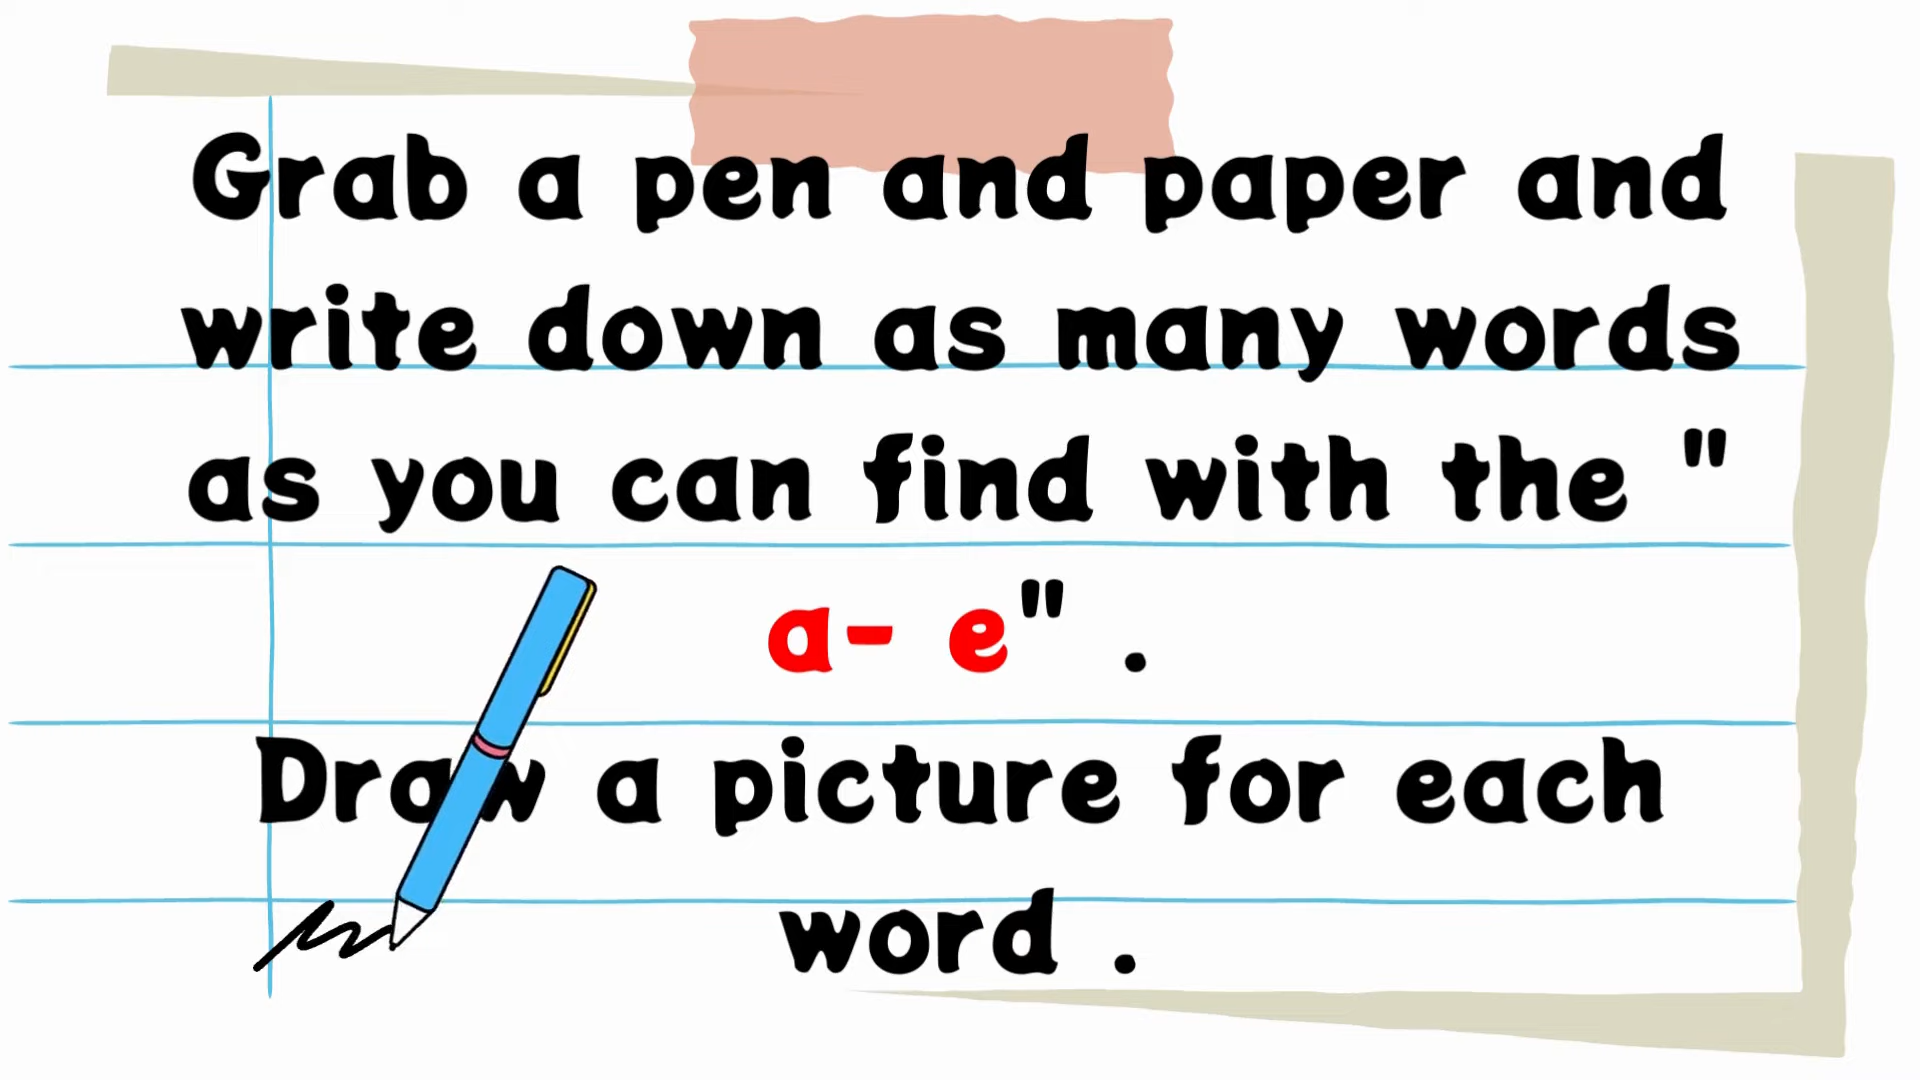 Grab a pen and paper and
write down as many words
as you can find with the "
a- e" .
Draw a picture for each
word .